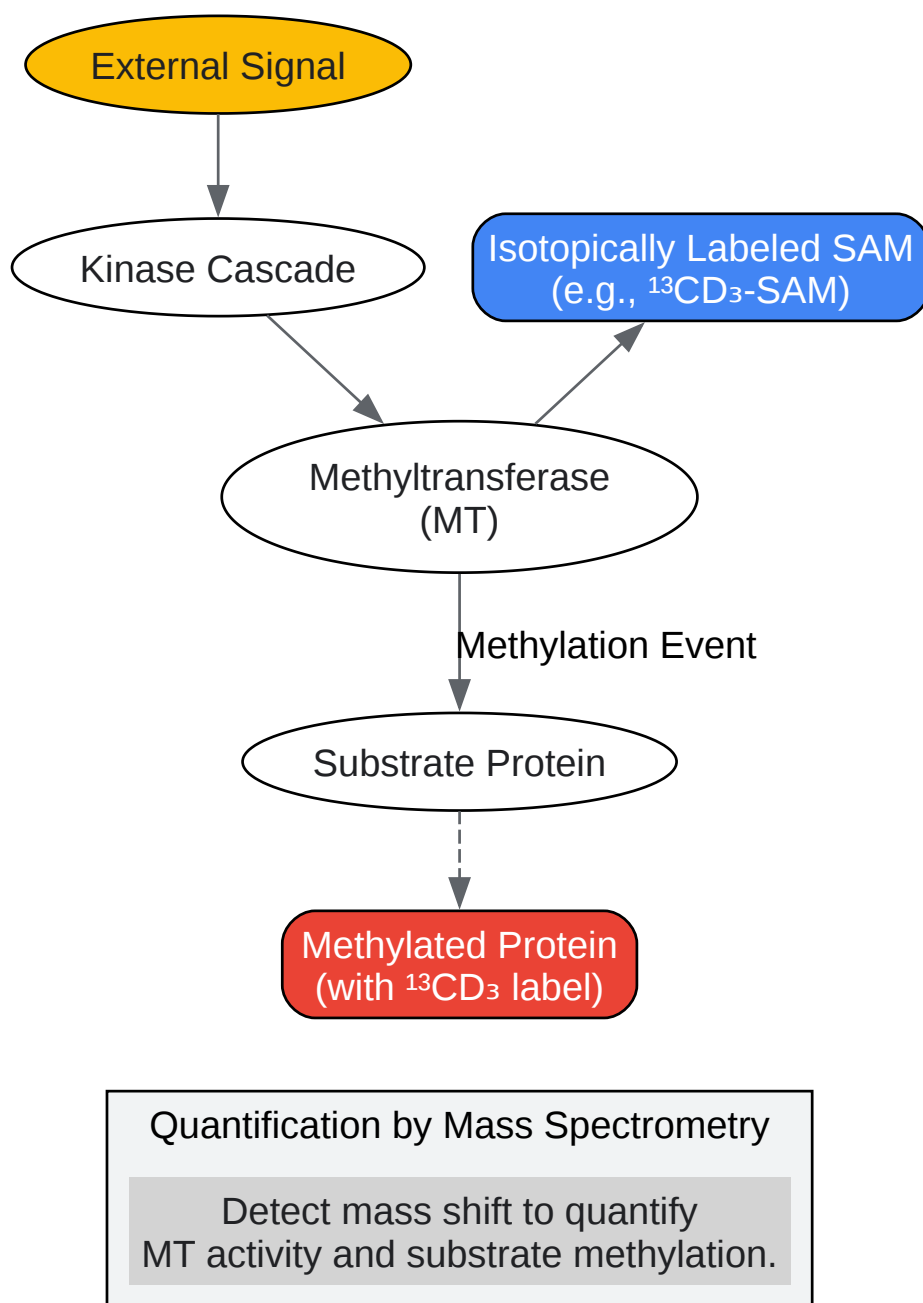 External Signal
Kinase Cascade
Isotopically Labeled SAM
(e.g., ¹³CD₃-SAM)
Methyltransferase
(MT)
Methylation Event
Substrate Protein
Methylated Protein
(with ¹³CD₃ label)
Quantification by Mass Spectrometry
Detect mass shift to quantify
MT activity and substrate methylation.